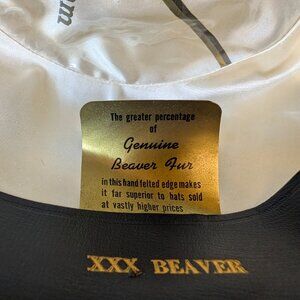 The greater percentage
of
Genuine
Beaver Fur
in this hand felted edge makes
it far superior to hats sold
at vastly higher prices
XXX BEAVER